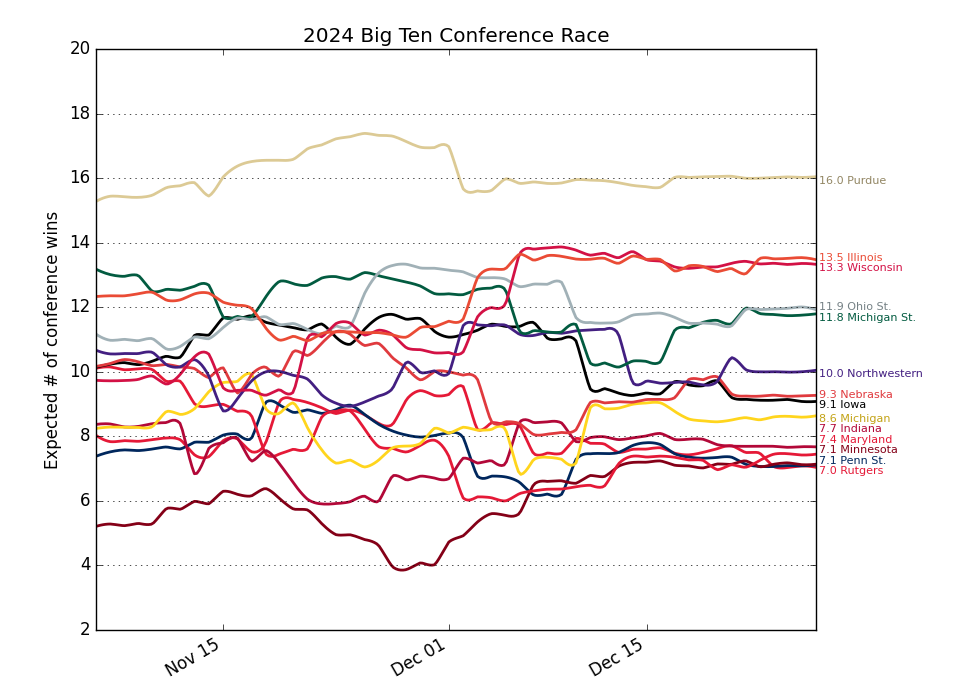 2024 Big Ten Conference Race
Expected # of conference wins
20
18
16
14
12
10
8
6
4
2
Nov 15
Dec 01
Dec 15
16.0 Purdue
13.5 Illinois
13.3 Wisconsin
11.9 Ohio St.
11.8 Michigan St.
10.0 Northwestern
9.3 Nebraska
9.1 Iowa
8.6 Michigan
7.7 Indiana
7.4 Maryland
7.1 Minnesota
7.1 Penn St.
7.0 Rutgers